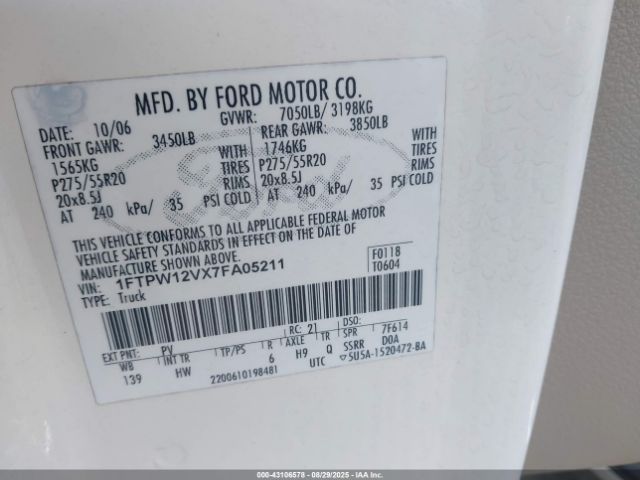 MFD. BY FORD MOTOR CO.
DATE: 10/06 GVWR: 7050LB/ 3198KG
FRONT GAWR: 3450LB REAR GAWR: 3850LB
1565KG WITH 1746KG WITH
P275/55R20 TIRES P275/55R20 TIRES
20x8.5J RIMS 20x8.5J RIMS
AT 240 kPa/ 35 PSI COLD AT 240 kPa/ 35 PSI COLD
Ford
THIS VEHICLE CONFORMS TO ALL APPLICABLE FEDERAL MOTOR
VEHICLE SAFETY STANDARDS IN EFFECT ON THE DATE OF
MANUFACTURE SHOWN ABOVE.
VIN: 1FTPW12VX7FA05211
TYPE: Truck
F0118
T0604
EXT PNT: PV RC: 21 DSO:
WB INT TR TP/PS R AXLE TR SPR 7F614
139 HW 6 H9 Q SSRR D0A
2200610198481 UTC ▽5U5A-1520472-BA
000-43106578 - 08/29/2025 - IAAI.CA